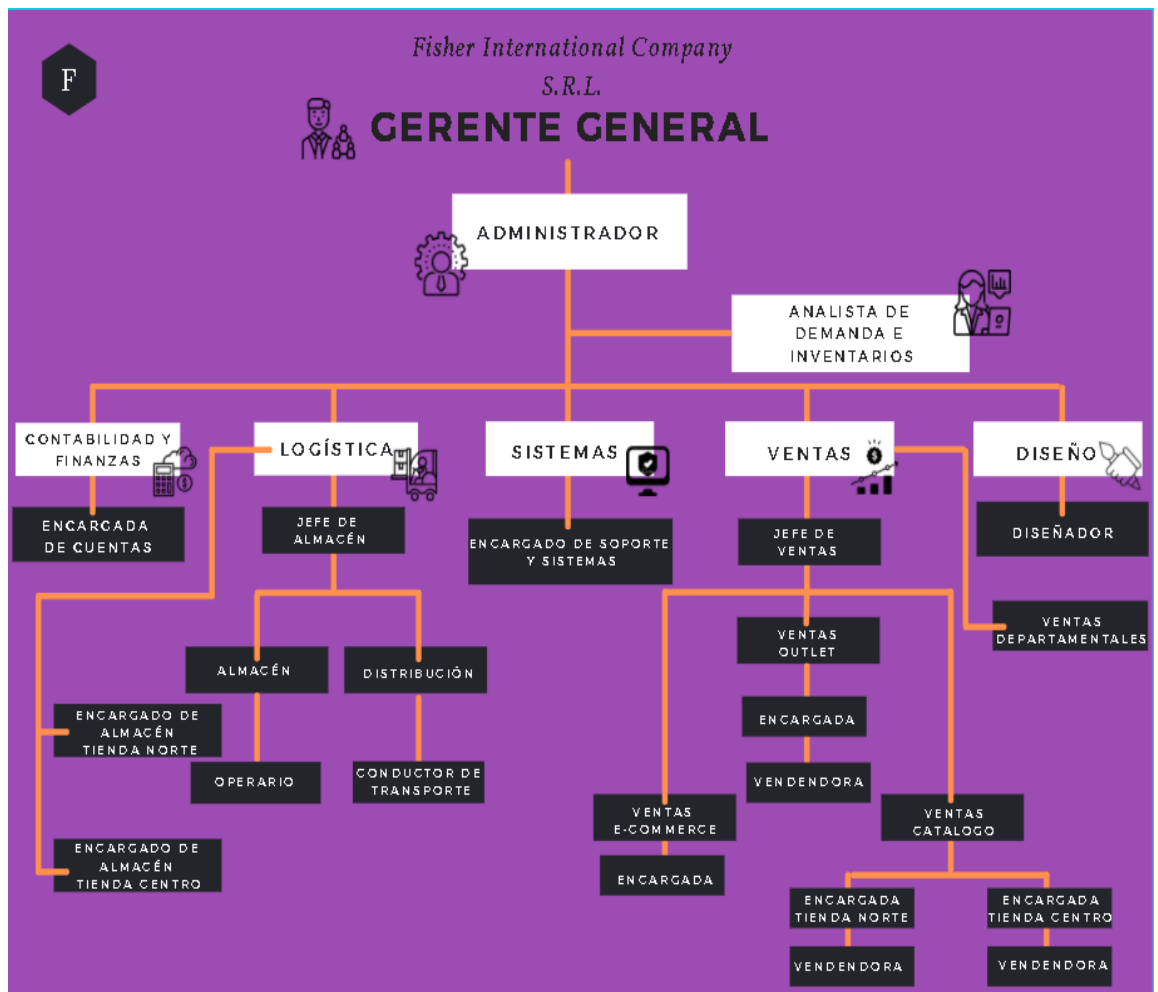 F
Fisher International Company
S.R.L.
GERENTE GENERAL
ADMINISTRADOR
ANALISTA DE
DEMANDA E
INVENTARIOS
CONTABILIDAD Y
FINANZAS
LOGÍSTICA
SISTEMAS
VENTAS
DISEÑO
ENCARGADA
DE CUENTAS
JEFE DE
ALMACÉN
ENCARGADO DE SOPORTE
Y SISTEMAS
JEFE DE
VENTAS
DISEÑADOR
VENTAS
DEPARTAMENTALES
VENTAS
OUTLET
ALMACÉN
DISTRIBUCIÓN
ENCARGADO DE
ALMACÉN
TIENDA NORTE
ENCARGADA
OPERARIO
CONDUCTOR DE
TRANSPORTE
VENDENDORA
VENTAS
E-COMMERCE
VENTAS
CATALOGO
ENCARGADO DE
ALMACÉN
TIENDA CENTRO
ENCARGADA
ENCARGADA
TIENDA NORTE
ENCARGADA
TIENDA CENTRO
VENDENDORA
VENDENDORA